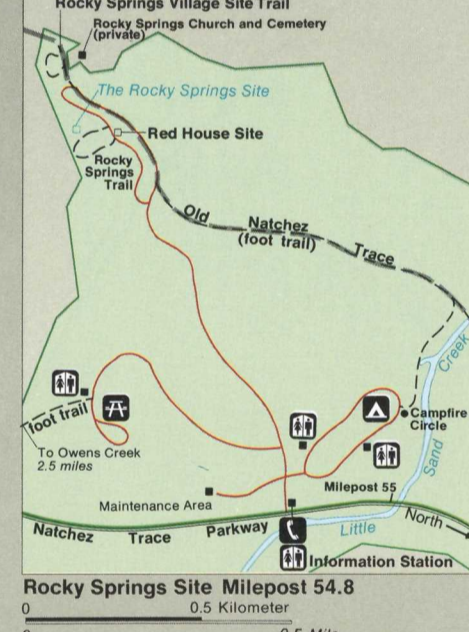 Rocky Springs Village Site Trail
Rocky Springs Church and Cemetery
(private)
The Rocky Springs Site
Red House Site
Rocky
Springs
Trail
Old Natchez Trace
(foot trail)
Creek
foot trail
To Owens Creek
2.5 miles
Campfire
Circle
Sand
Milepost 55
Maintenance Area
North
Natchez Trace Parkway
Little
Information Station
Rocky Springs Site Milepost 54.8
0 0.5 Kilometer
0.5 Mile